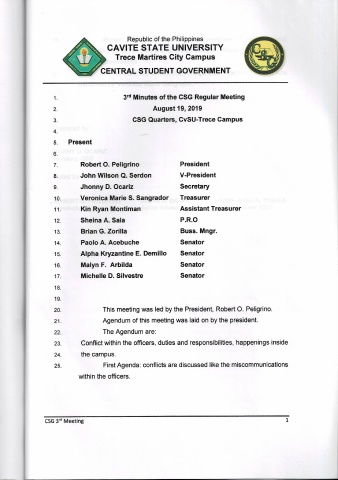 Republic of the Philippines
CAVITE STATE UNIVERSITY
Trece Martires City Campus
CENTRAL STUDENT GOVERNMENT
1. 3rd Minutes of the CSG Regular Meeting
2. August 19, 2019
3. CSG Quarters, CvSU-Trece Campus
4.
5. Present
6.
7. Robert O. Peligrino President
8. John Wilson Q. Serdon V-President
9. Jhonny D. Ocariz Secretary
10. Veronica Marie S. Sangrador Treasurer
11. Kin Ryan Montiman Assistant Treasurer
12. Sheina A. Sala P.R.O
13. Brian G. Zorilla Buss. Mngr.
14. Paolo A. Acebuche Senator
15. Alpha Kryzantine E. Demillo Senator
16. Malyn F. Arbilda Senator
17. Michelle D. Silvestre Senator
18.
19.
20. This meeting was led by the President, Robert O. Peligrino.
21. Agendum of this meeting was laid on by the president.
22. The Agendum are:
23. Conflict within the officers, duties and responsibilities, happenings inside
24. the campus.
25. First Agenda: conflicts are discussed like the miscommunications
within the officers.
CSG 3rd Meeting 1